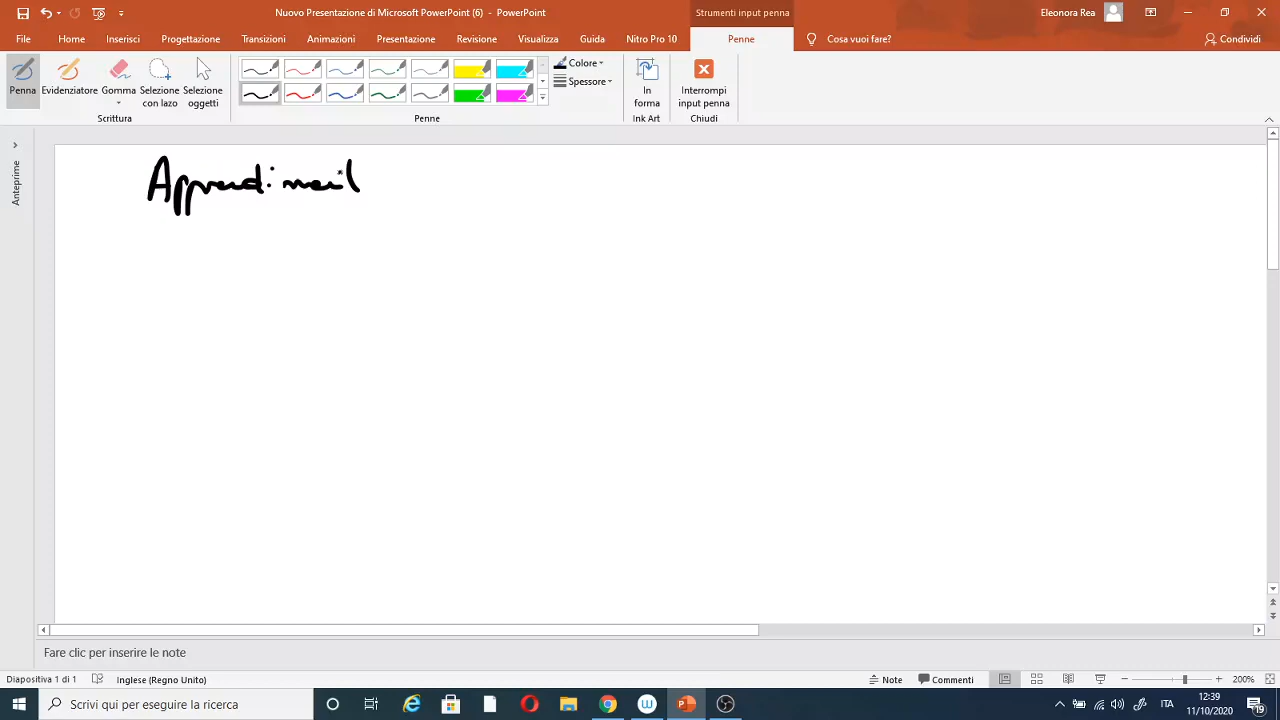 Nuovo Presentazione di Microsoft PowerPoint (6) - PowerPoint
Strumenti input penna
Eleonora Rea
File Home Inserisci Progettazione Transizioni Animazioni Presentazione Revisione Visualizza Guida Nitro Pro 10 Penne Cosa vuoi fare? Condividi
Penna Evidenziatore Gomma Selezione con lazo Selezione oggetti
Colore
Spessore
In forma
Interrompi input penna
Scrittura Penne Ink Art Chiudi
Anteprime
Fare clic per inserire le note
Diapositiva 1 di 1 Inglese (Regno Unito) Note Commenti 200%
Scrivi qui per eseguire la ricerca
ITA
12:39
11/10/2020
19